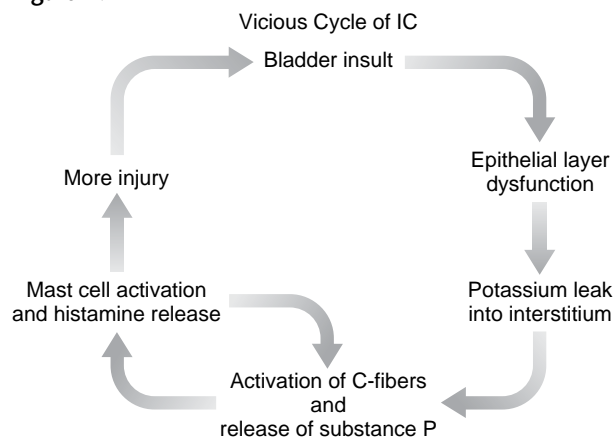 Vicious Cycle of IC
Bladder insult
Epithelial layer
dysfunction
Potassium leak
into interstitium
Activation of C-fibers
and
release of substance P
Mast cell activation
and histamine release
More injury